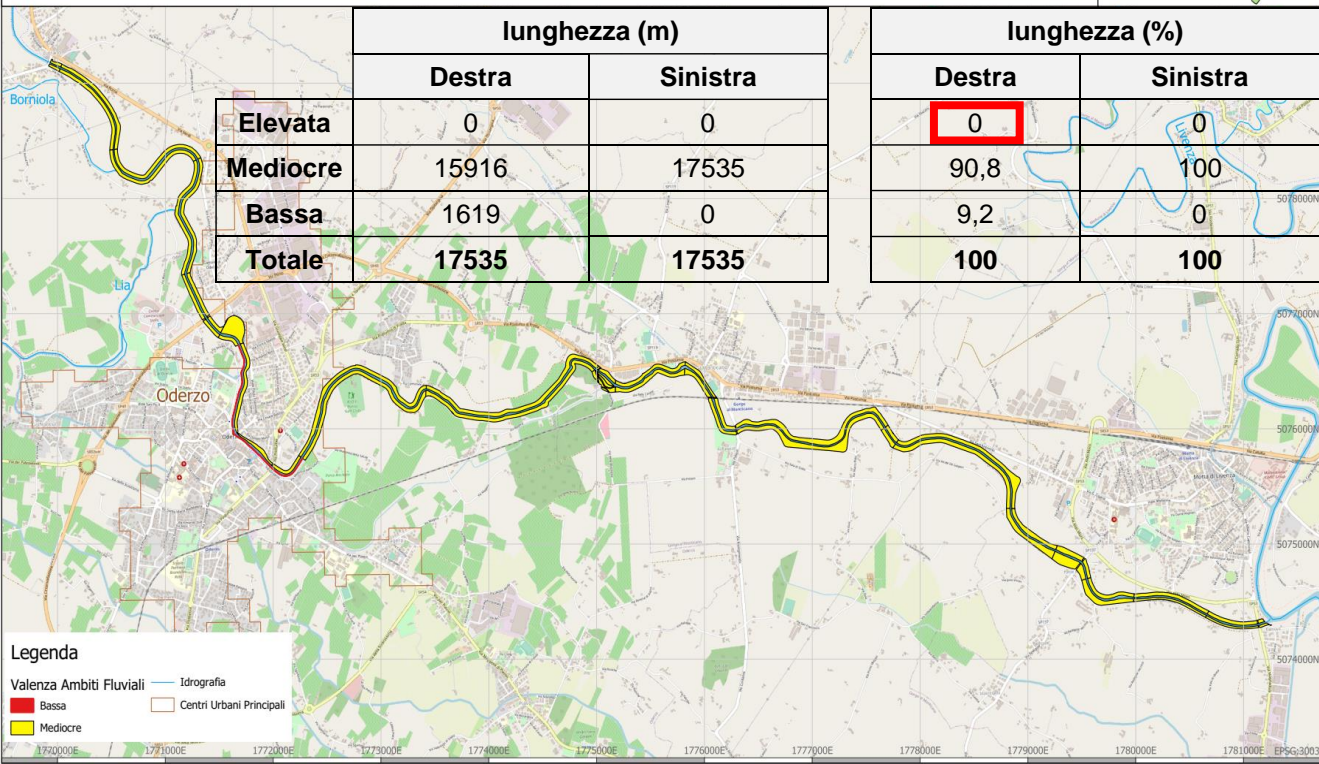 lunghezza (m) lunghezza (%)
Destra Sinistra Destra Sinistra
Elevata 0 0 0 0
Mediocre 15916 17535 90,8 100
Bassa 1619 0 9,2 0
Totale 17535 17535 100 100
Borniola
Livenza
5078000N
Lia
5077000N
Oderzo
5076000N
5075000N
5074000N
Legenda
Valenza Ambiti Fluviali Idrografia
Bassa Centri Urbani Principali
Mediocre
1770000E 1771000E 1772000E 1773000E 1774000E 1775000E 1776000E 1777000E 1778000E 1779000E 1780000E 1781000E EPSG:3003